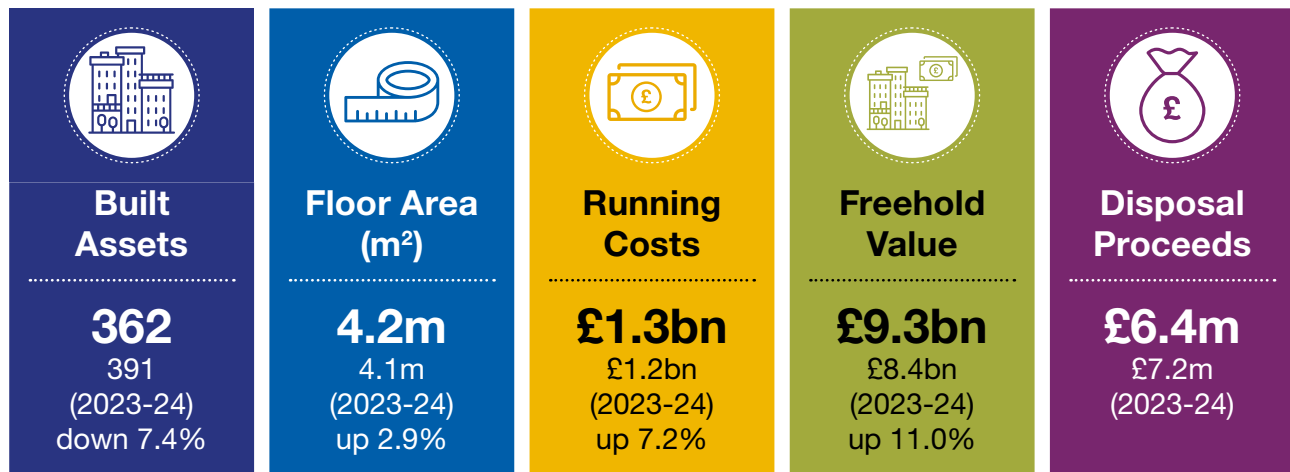 Built
Assets
362
391
(2023-24)
down 7.4%
Floor Area
(m²)
4.2m
4.1m
(2023-24)
up 2.9%
£
Running
Costs
£1.3bn
£1.2bn
(2023-24)
up 7.2%
£
Freehold
Value
£9.3bn
£8.4bn
(2023-24)
up 11.0%
£
Disposal
Proceeds
£6.4m
£7.2m
(2023-24)